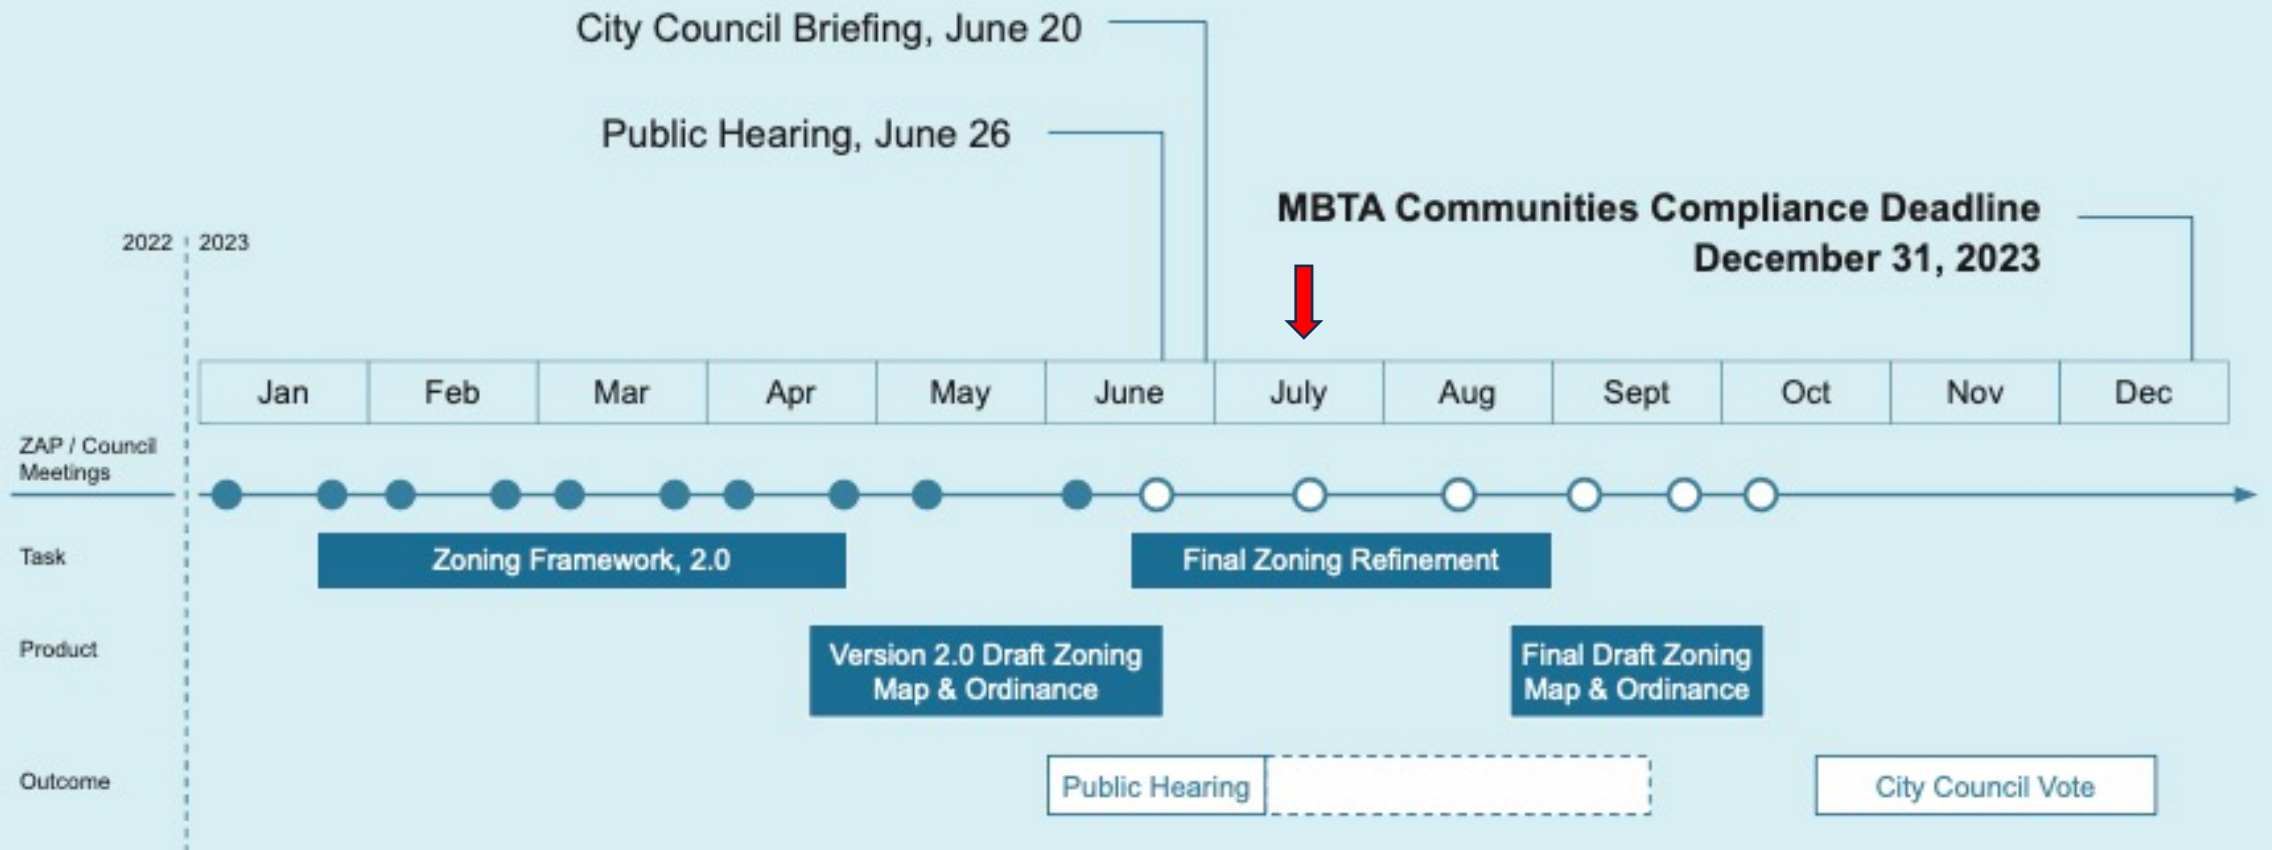 City Council Briefing, June 20
Public Hearing, June 26
MBTA Communities Compliance Deadline
December 31, 2023
2022 2023
Jan Feb Mar Apr May June July Aug Sept Oct Nov Dec
ZAP / Council
Meetings
Task
Zoning Framework, 2.0
Final Zoning Refinement
Product
Version 2.0 Draft Zoning
Map & Ordinance
Final Draft Zoning
Map & Ordinance
Outcome
Public Hearing
City Council Vote